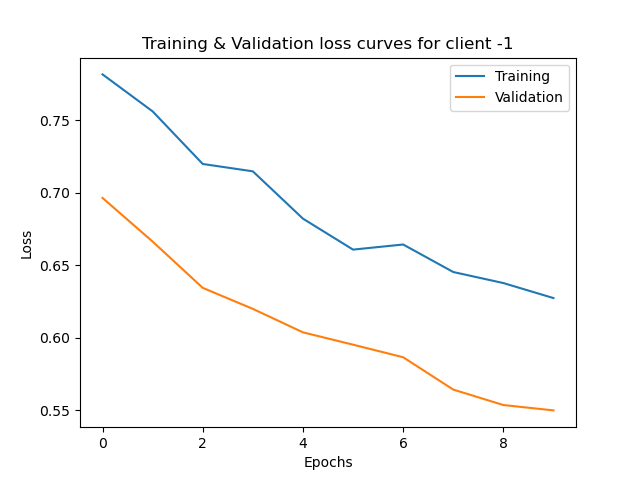 Training & Validation loss curves for client -1
Training
Validation
Loss
0.75
0.70
0.65
0.60
0.55
0 2 4 6 8
Epochs